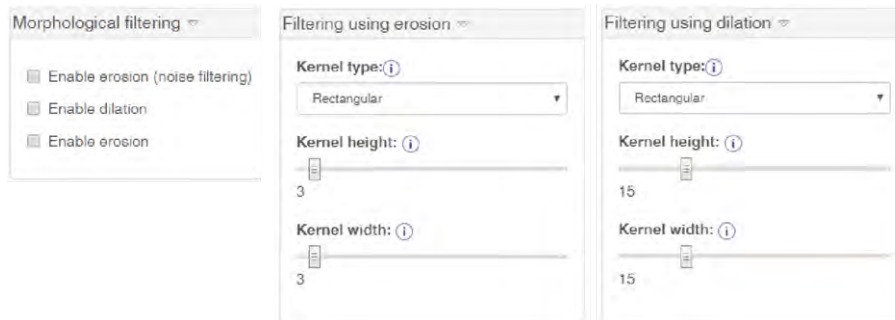 Morphological filtering
Enable erosion (noise filtering)
Enable dilation
Enable erosion
Filtering using erosion
Kernel type: i
Rectangular
Kernel height: i
3
Kernel width: i
3
Filtering using dilation
Kernel type: i
Rectangular
Kernel height: i
15
Kernel width: i
15